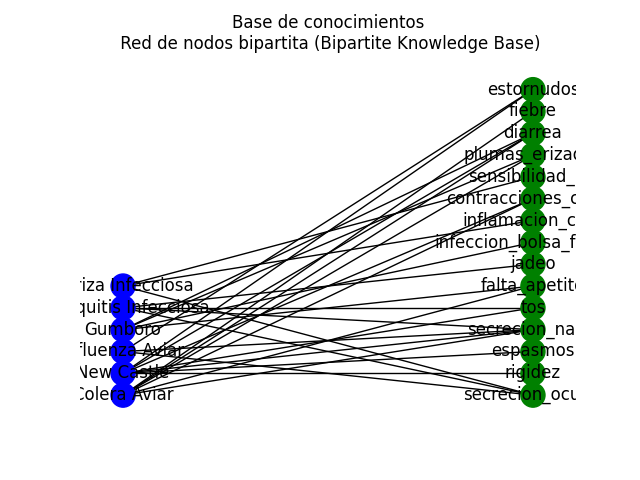 Base de conocimientos
Red de nodos bipartita (Bipartite Knowledge Base)
estornudos
fiebre
diarrea
plumas_erizad
sensibilidad_
contracciones_c
inflamacion_c
infeccion_bolsa_f
jadeo
falta_apetito
tos
secrecion_na
espasmos
rigidez
secrecion_ocu
riza Infecciosa
quitis Infecciosa
Gumboro
fluenza Aviar
New Castle
Colera Aviar